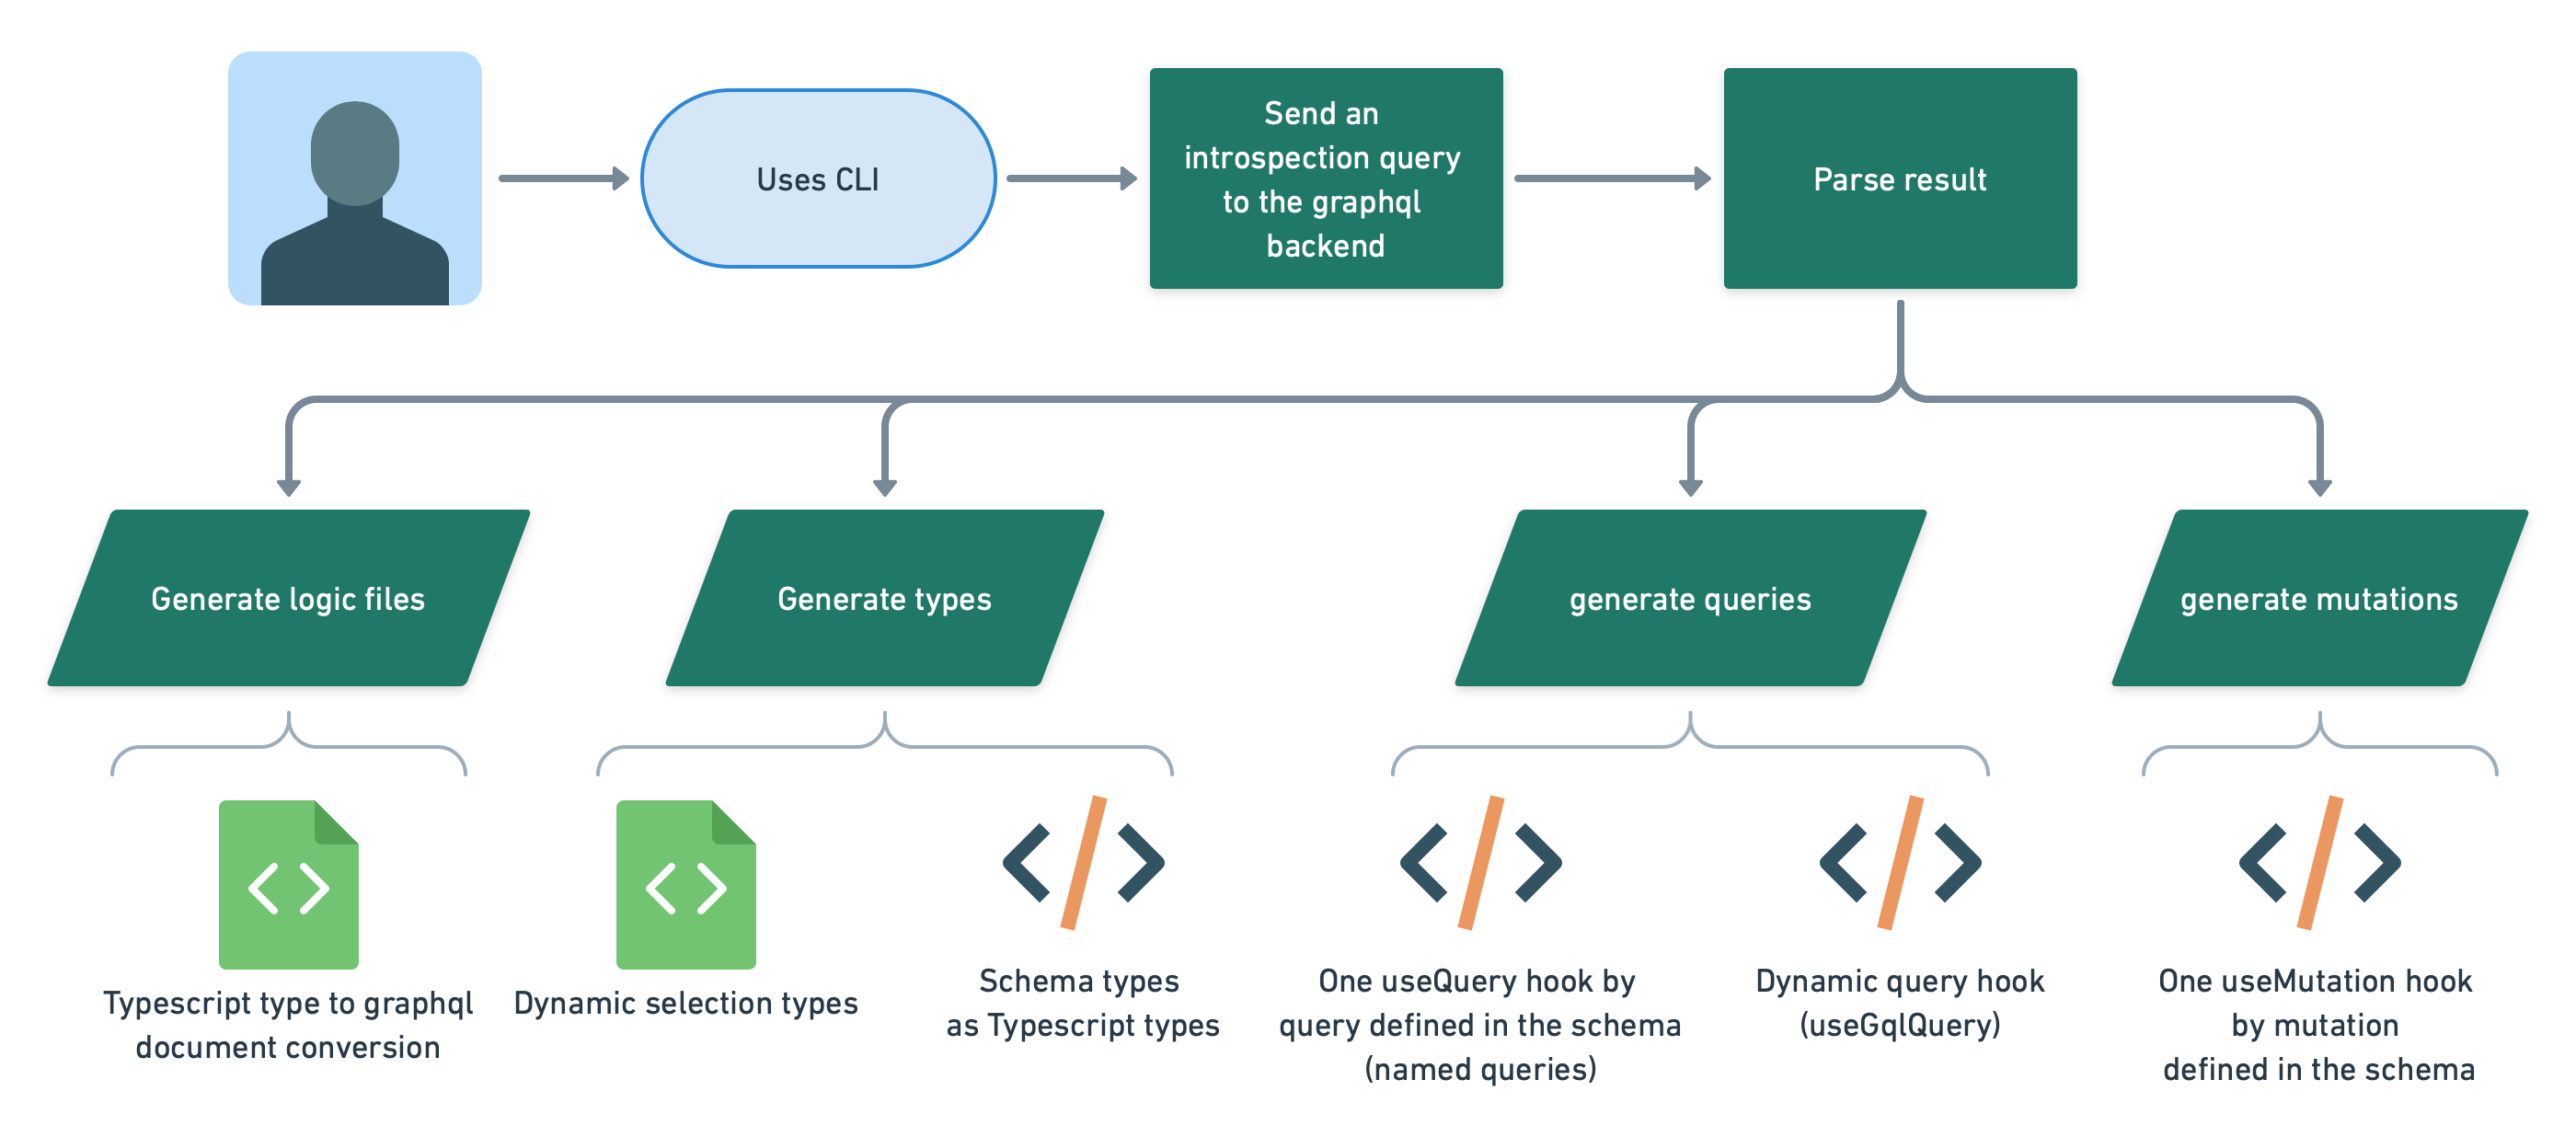 Uses CLI
Send an
introspection query
to the graphql
backend
Parse result
Generate logic files
Generate types
generate queries
generate mutations
Typescript type to graphql
document conversion
Dynamic selection types
Schema types
as Typescript types
One useQuery hook by
query defined in the schema
(named queries)
Dynamic query hook
(useGqlQuery)
One useMutation hook
by mutation
defined in the schema